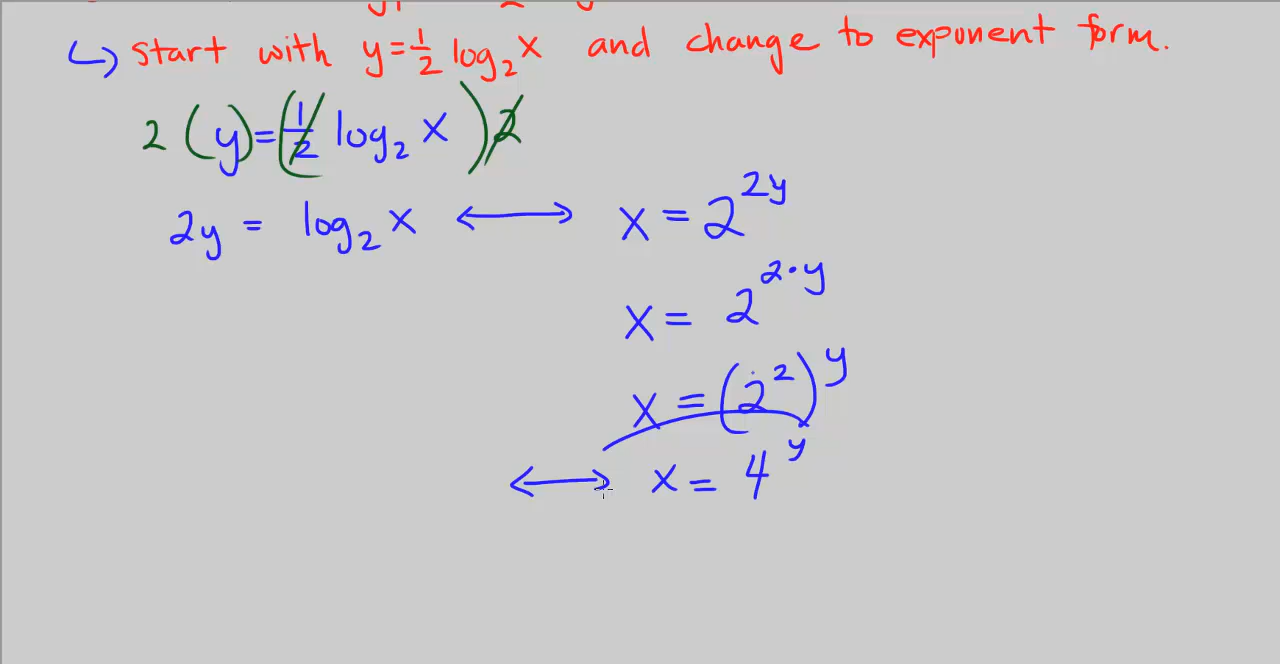 ↳ start with y = 1/2 log₂ x and change to exponent form.
2 ( y = ( 1/2 log₂ x ) 2
2y = log₂ x ⟷ x = 2^(2y)
x = 2^(2·y)
x = (2²)^y
⟷ x = 4^y